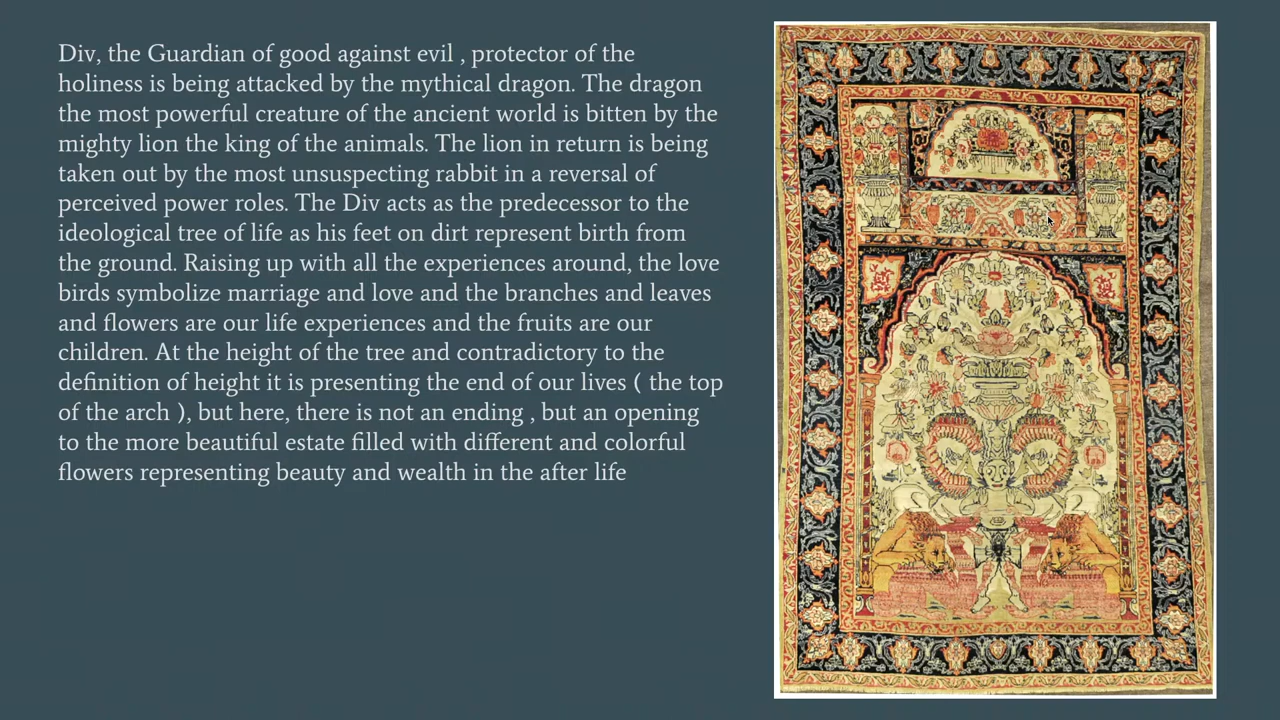 Div, the Guardian of good against evil , protector of the
holiness is being attacked by the mythical dragon. The dragon
the most powerful creature of the ancient world is bitten by the
mighty lion the king of the animals. The lion in return is being
taken out by the most unsuspecting rabbit in a reversal of
perceived power roles. The Div acts as the predecessor to the
ideological tree of life as his feet on dirt represent birth from
the ground. Raising up with all the experiences around, the love
birds symbolize marriage and love and the branches and leaves
and flowers are our life experiences and the fruits are our
children. At the height of the tree and contradictory to the
definition of height it is presenting the end of our lives ( the top
of the arch ), but here, there is not an ending , but an opening
to the more beautiful estate filled with different and colorful
flowers representing beauty and wealth in the after life